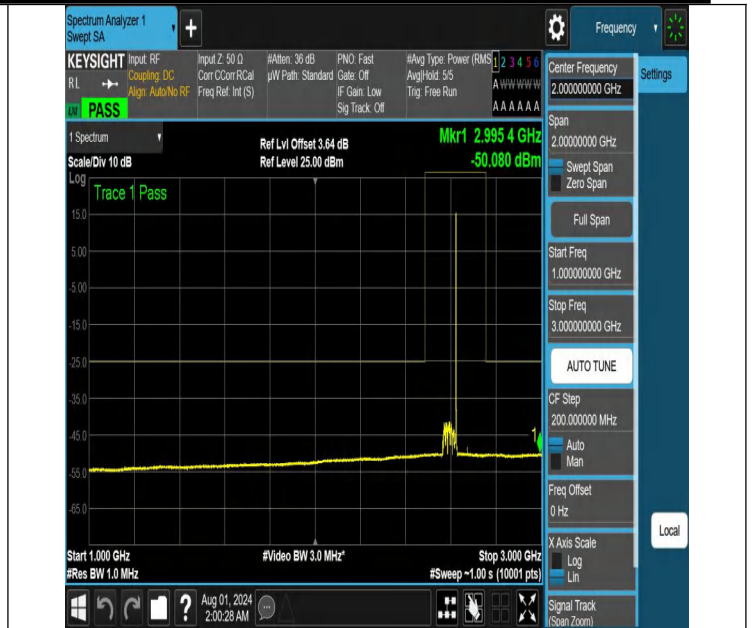 Spectrum Analyzer 1
Swept SA
+
Frequency
KEYSIGHT
RL
PASS
Input: RF
Coupling: DC
Align: Auto/No RF
Input Z: 50 Ω
Corr CCorr RCal
Freq Ref: Int (S)
#Atten: 36 dB
µW Path: Standard
PNO: Fast
Gate: Off
IF Gain: Low
Sig Track: Off
#Avg Type: Power (RMS
Avg|Hold: 5/5
Trig: Free Run
1 2 3 4 5 6
A W W W W W
A A A A A A
1 Spectrum
Scale/Div 10 dB
Log
Ref Lvl Offset 3.64 dB
Ref Level 25.00 dBm
Mkr1 2.995 4 GHz
-50.080 dBm
Trace 1 Pass
15.0
5.00
-5.00
-15.0
-25.0
-35.0
-45.0
-55.0
-65.0
1
Start 1.000 GHz
#Res BW 1.0 MHz
#Video BW 3.0 MHz*
Stop 3.000 GHz
#Sweep ~1.00 s (10001 pts)
?
Aug 01, 2024
2:00:28 AM
Center Frequency
2.000000000 GHz
Span
2.00000000 GHz
Swept Span
Zero Span
Full Span
Start Freq
1.000000000 GHz
Stop Freq
3.000000000 GHz
AUTO TUNE
CF Step
200.000000 MHz
Auto
Man
Freq Offset
0 Hz
X Axis Scale
Log
Lin
Signal Track
(Span Zoom)
Settings
Local